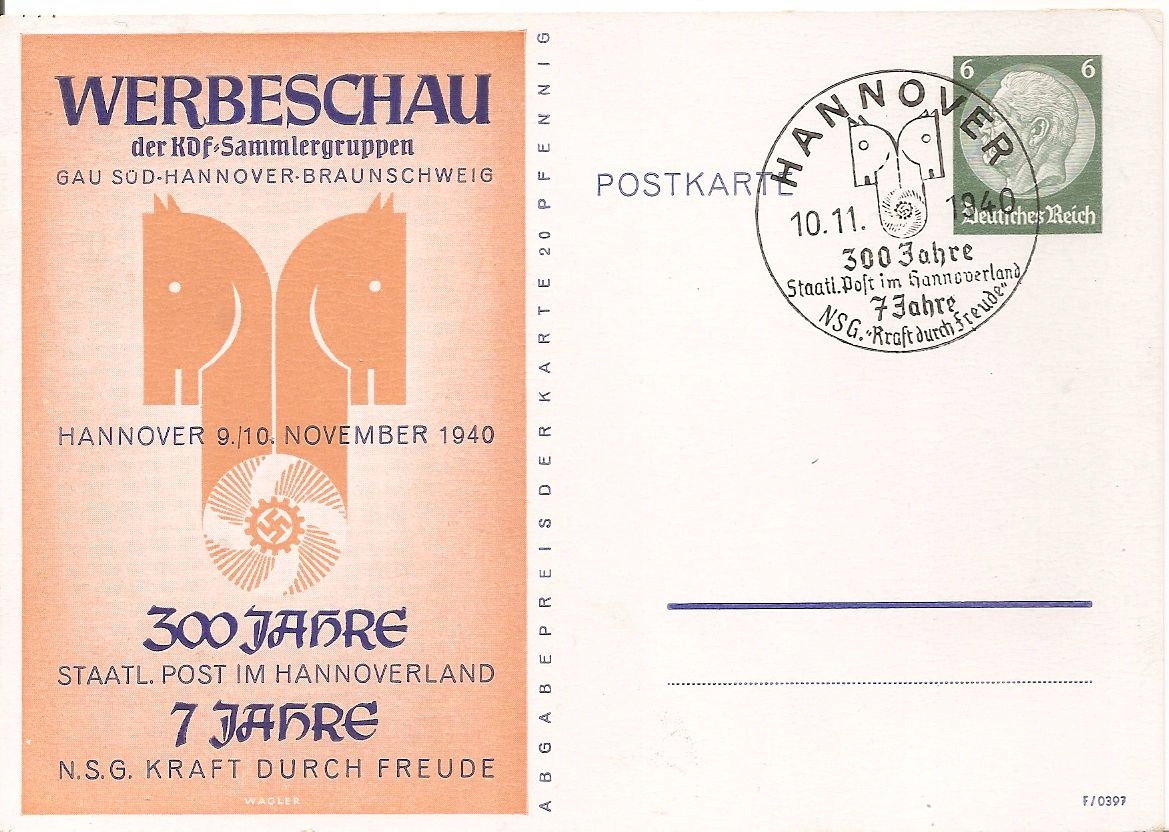 WERBESCHAU
der KDF-Sammlergruppen
GAU SÜD-HANNOVER-BRAUNSCHWEIG
HANNOVER 9./10. NOVEMBER 1940
300 JAHRE
STAATL. POST IM HANNOVERLAND
7 JAHRE
N.S.G. KRAFT DURCH FREUDE
WAGLER
ABGABEPREIS DER KARTE 20 PFENNIG
POSTKARTE
HANNOVER
10.11. 1940
300 Jahre
Staatl. Post im Hannoverland
7 Jahre
NSG. "Kraft durch Freude"
6 6
Deutsches Reich
F/0397